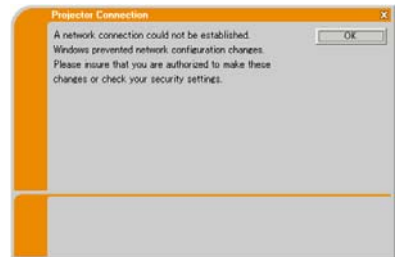 Projector Connection
X
A network connection could not be established.
OK
Windows prevented network configuration changes.
Please insure that you are authorized to make these
changes or check your security settings.